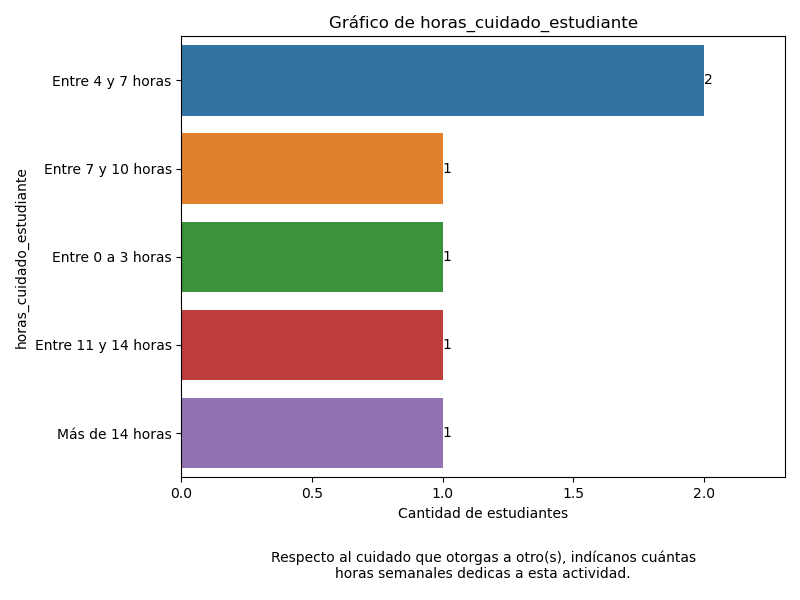 Gráfico de horas_cuidado_estudiante
horas_cuidado_estudiante
Entre 4 y 7 horas
2
Entre 7 y 10 horas
1
Entre 0 a 3 horas
1
Entre 11 y 14 horas
1
Más de 14 horas
1
0.0 0.5 1.0 1.5 2.0
Cantidad de estudiantes
Respecto al cuidado que otorgas a otro(s), indícanos cuántas
horas semanales dedicas a esta actividad.